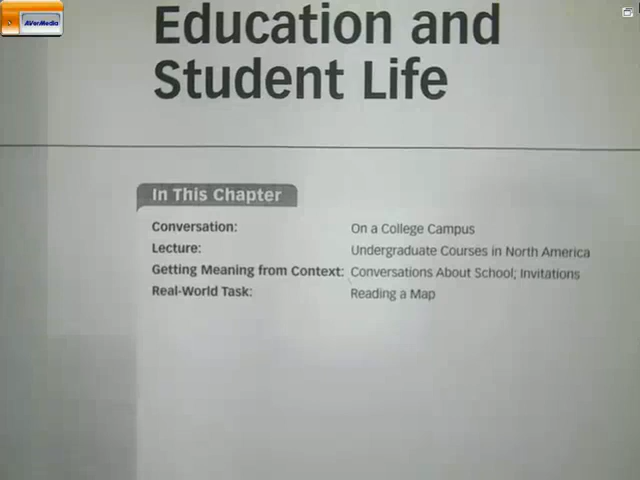 AVerMedia
Education and
Student Life
In This Chapter
Conversation: On a College Campus
Lecture: Undergraduate Courses in North America
Getting Meaning from Context: Conversations About School; Invitations
Real-World Task: Reading a Map